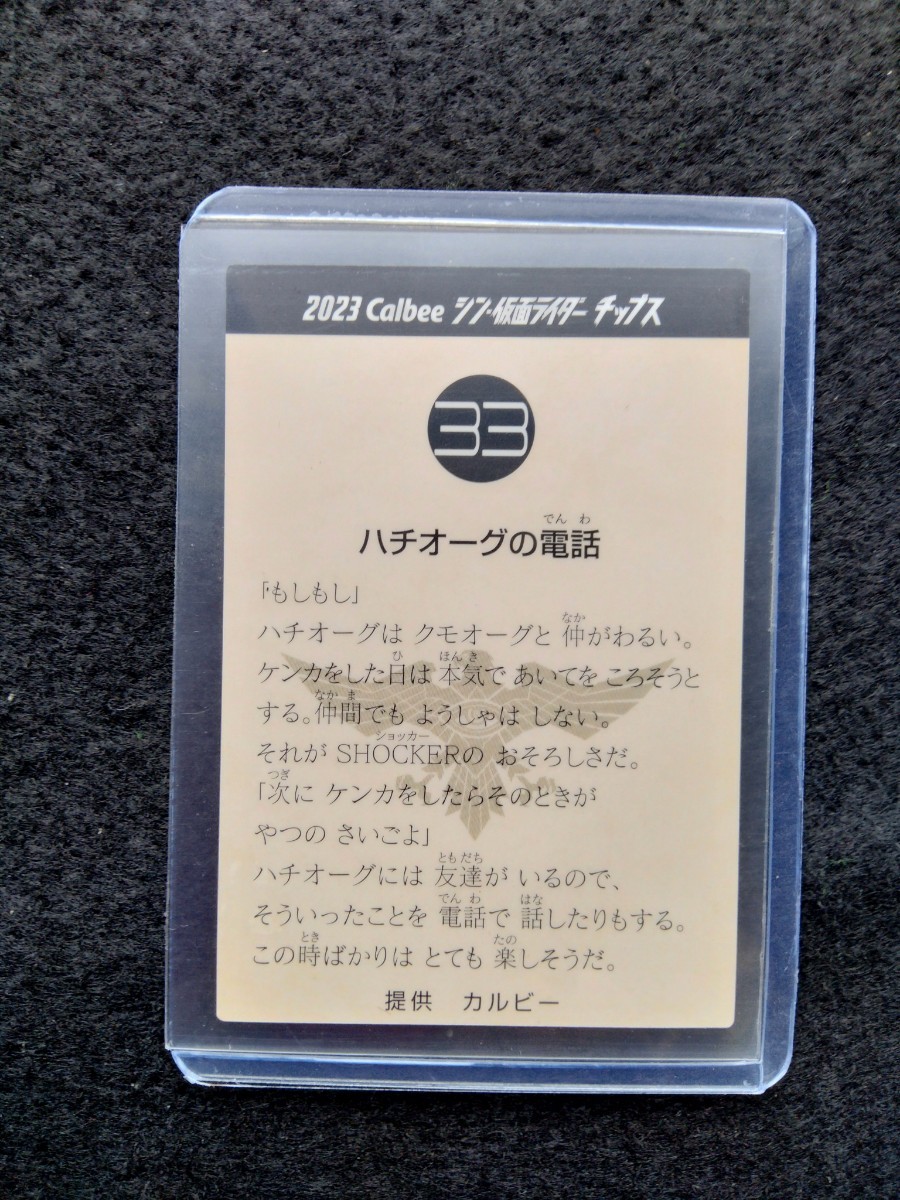 2023 Calbee シン・仮面ライダー チップス
33
ハチオーグの電話
「もしもし」
ハチオーグは クモオーグと 仲がわるい。
ケンカをした日は 本気で あいてを ころそうと
する。仲間でも ようしゃは しない。
それが SHOCKERの おそろしさだ。
「次に ケンカをしたらそのときが
やつの さいごよ」
ハチオーグには 友達が いるので、
そういったことを 電話で 話したりもする。
この時ばかりは とても 楽しそうだ。
提供 カルビー